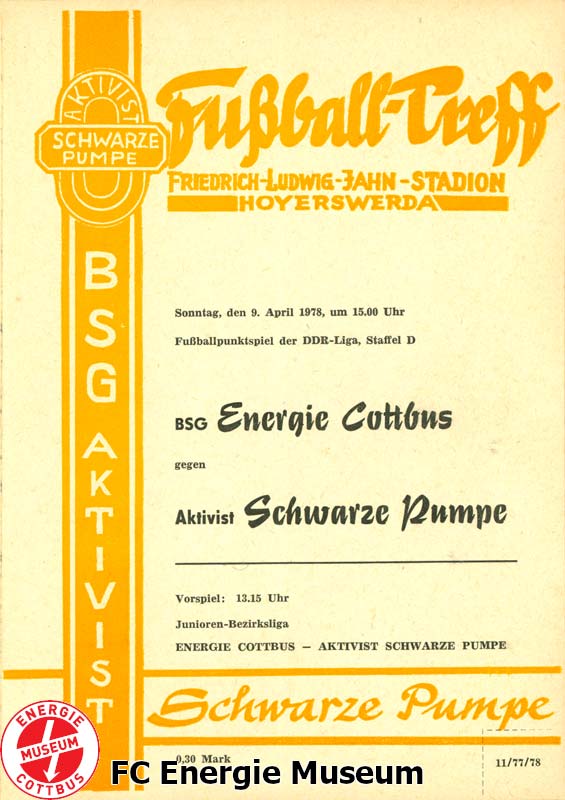 AKTIVIST
SCHWARZE
PUMPE
Fußball-Treff
FRIEDRICH-LUDWIG-JAHN-STADION
HOYERSWERDA
BSG AKTIVIST
Sonntag, den 9. April 1978, um 15.00 Uhr
Fußballpunktspiel der DDR-Liga, Staffel D
BSG Energie Cottbus
gegen
Aktivist Schwarze Pumpe
Vorspiel: 13.15 Uhr
Junioren-Bezirksliga
ENERGIE COTTBUS – AKTIVIST SCHWARZE PUMPE
Schwarze Pumpe
0,30 Mark
11/77/78
ENERGIE
MUSEUM
COTTBUS
FC Energie Museum